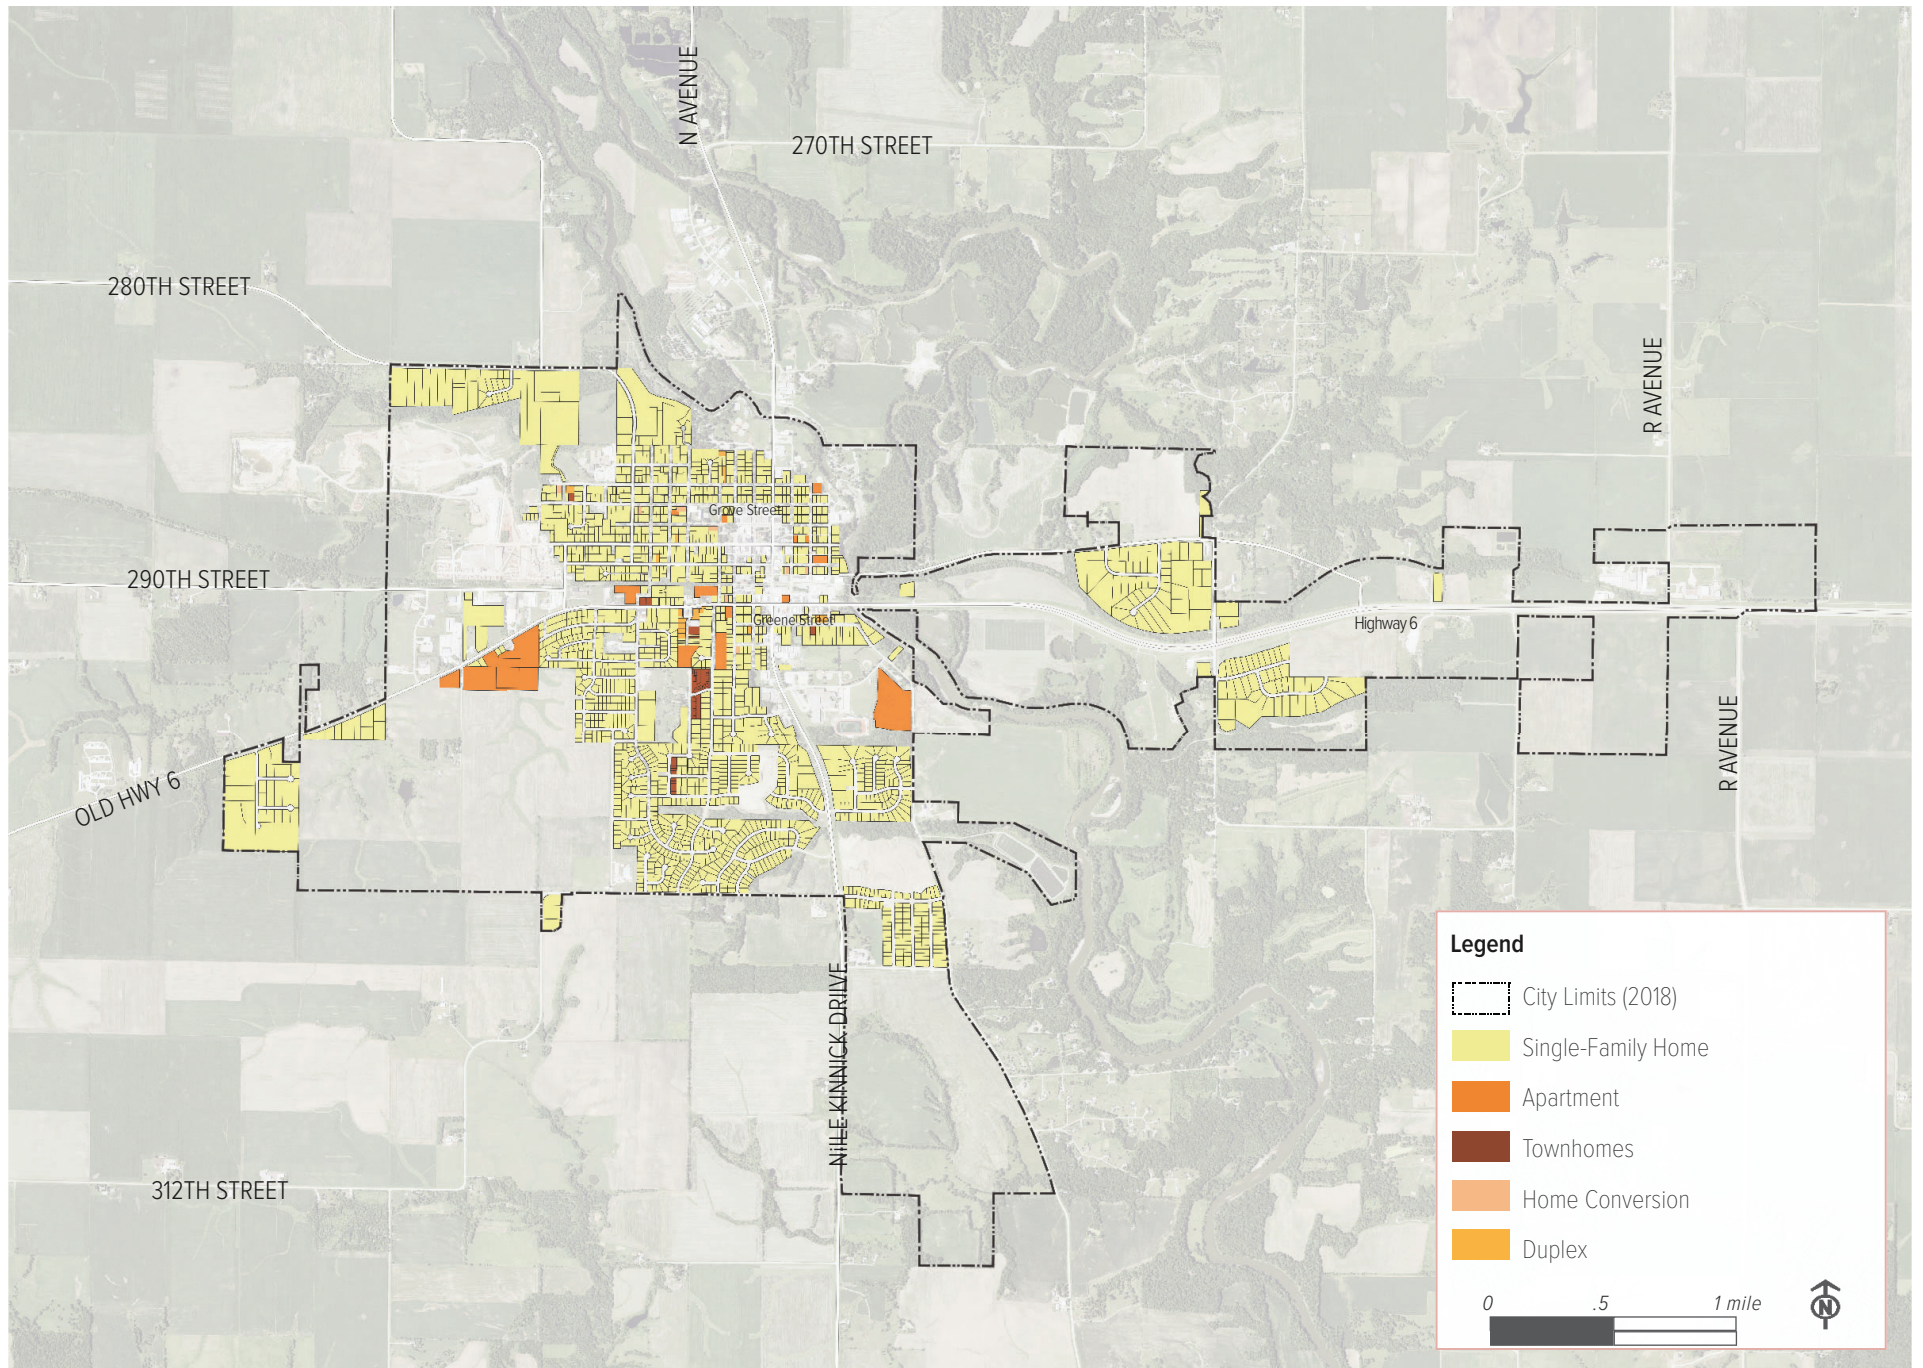 N AVENUE
270TH STREET
280TH STREET
R AVENUE
Grove Street
290TH STREET
Greene Street
Highway 6
R AVENUE
OLD HWY 6
NIILE KINNICK DRIVE
312TH STREET
Legend
City Limits (2018)
Single-Family Home
Apartment
Townhomes
Home Conversion
Duplex
0 .5 1 mile
N